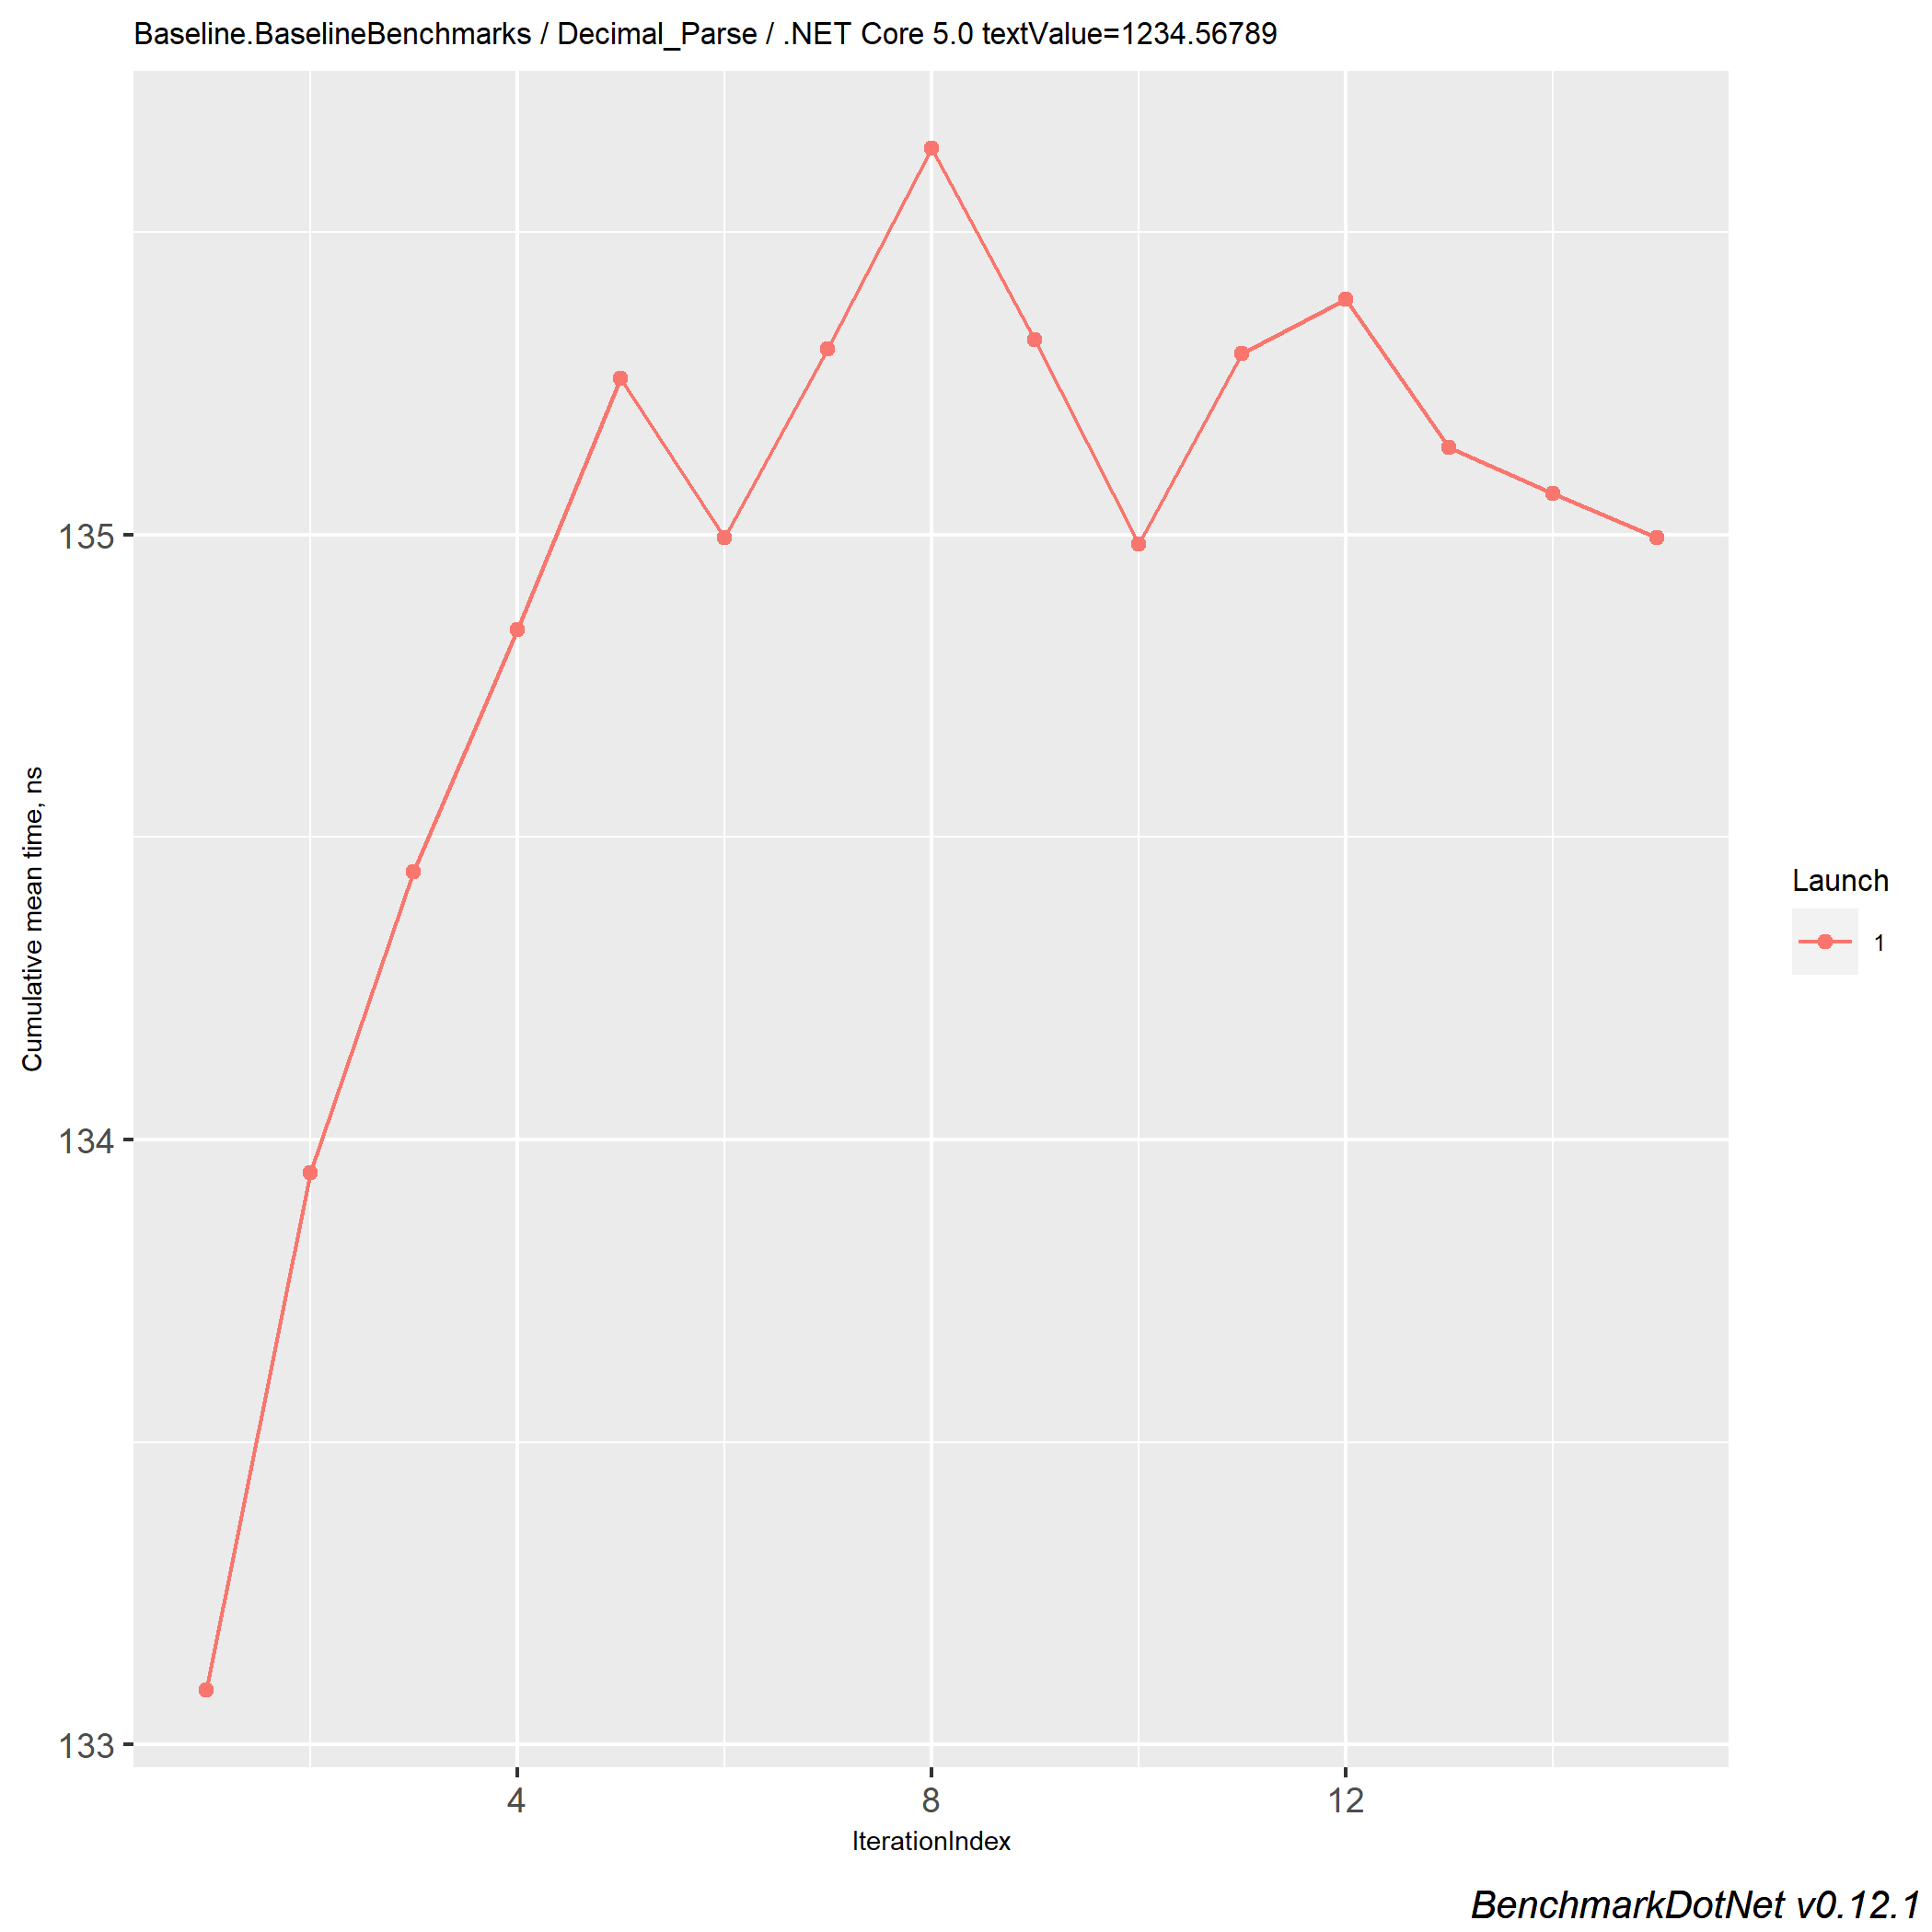 Baseline.BaselineBenchmarks / Decimal_Parse / .NET Core 5.0 textValue=1234.56789
Cumulative mean time, ns
135
134
133
4
8
12
IterationIndex
Launch
1
BenchmarkDotNet v0.12.1